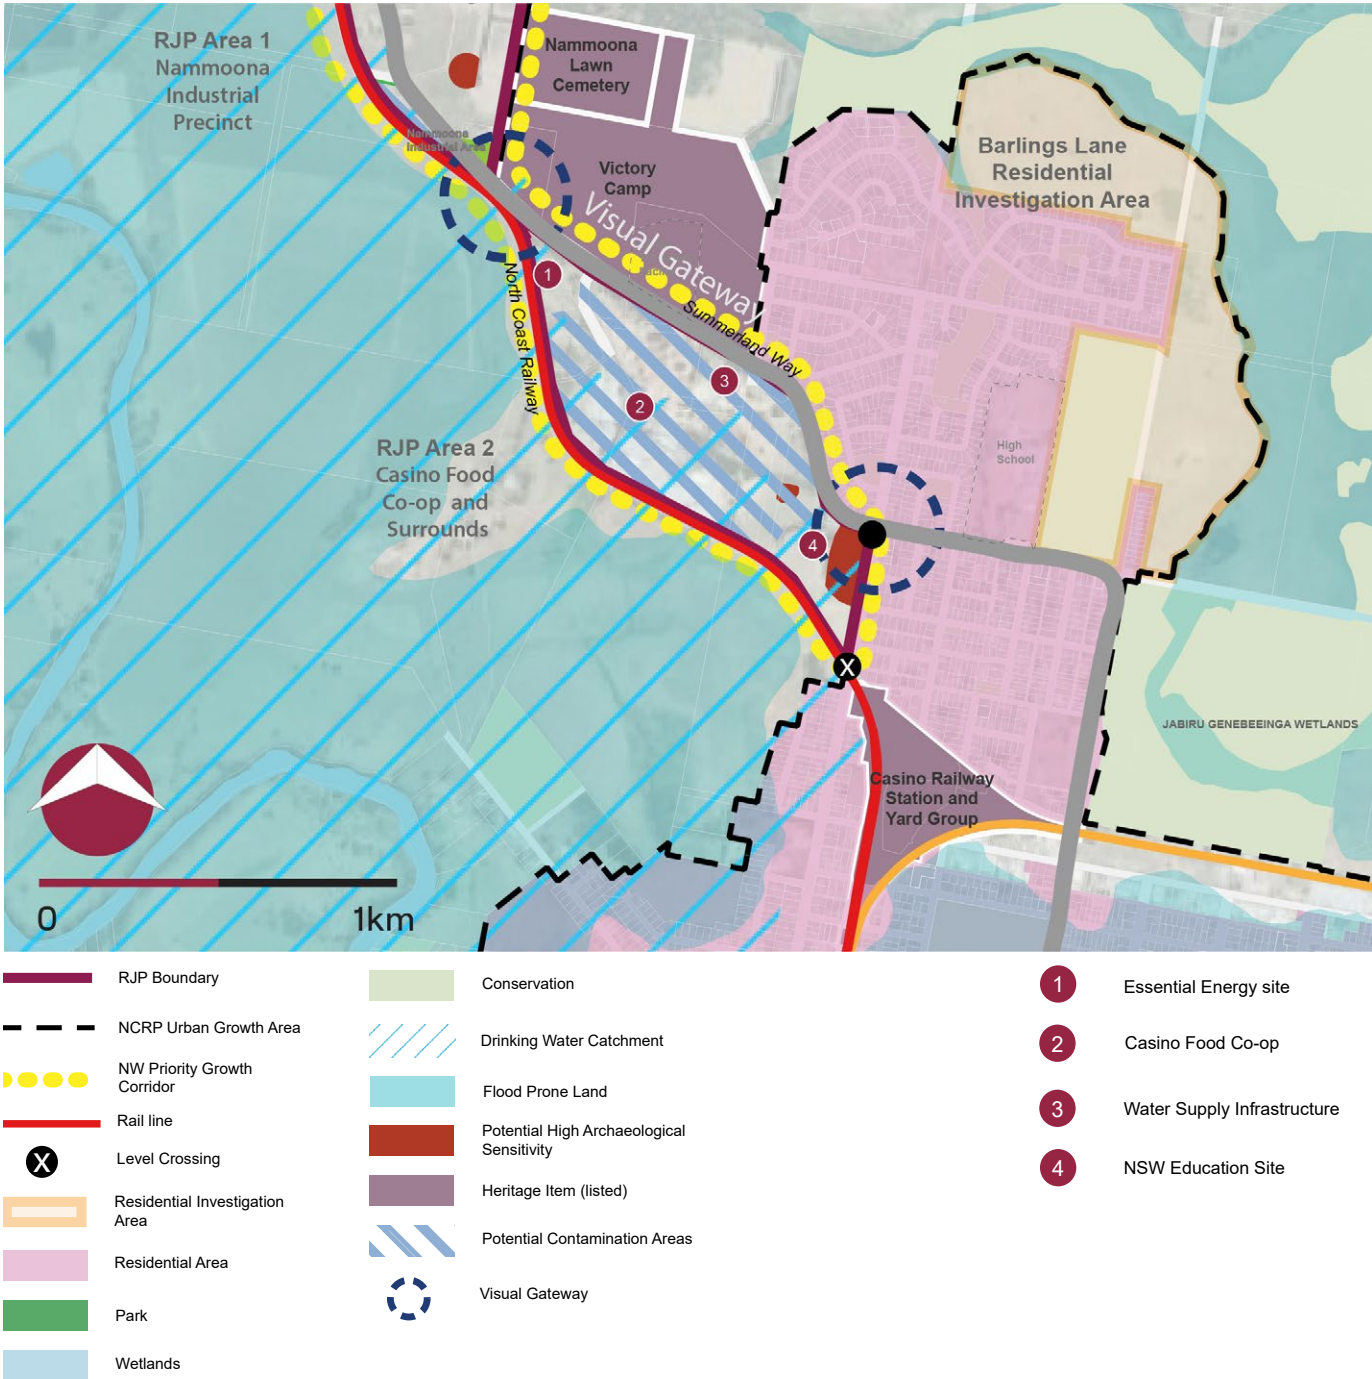 RJP Area 1
Nammoona
Industrial
Precinct
Nammoona
Lawn
Cemetery
Nammoona
Industrial Area
Victory
Camp
Barlings Lane
Residential
Investigation Area
Visual Gateway
Summerland Way
North Coast Railway
1
2
3
4
RJP Area 2
Casino Food
Co-op and
Surrounds
High
School
X
JABIRU GENEBEEINGA WETLANDS
Casino Railway
Station and
Yard Group
0
1km
RJP Boundary
NCRP Urban Growth Area
NW Priority Growth
Corridor
Rail line
X
Level Crossing
Residential Investigation
Area
Residential Area
Park
Wetlands
Conservation
Drinking Water Catchment
Flood Prone Land
Potential High Archaeological
Sensitivity
Heritage Item (listed)
Potential Contamination Areas
Visual Gateway
1 Essential Energy site
2 Casino Food Co-op
3 Water Supply Infrastructure
4 NSW Education Site